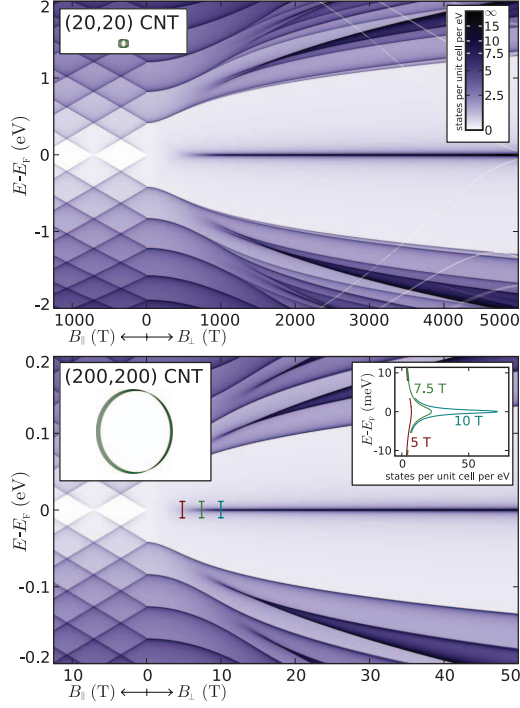 (20,20) CNT
states per unit cell per eV
∞
15
10
5
2.5
0
E-E_F (eV)
2
1
0
-1
-2
1000 0 1000 2000 3000 4000 5000
B_∥ (T) ⟷ B_⊥ (T)
(200,200) CNT
7.5 T
10 T
5 T
E-E_F (meV)
10
0
-10
0 50
states per unit cell per eV
E-E_F (eV)
0.2
0.1
0
-0.1
-0.2
10 0 10 20 30 40 50
B_∥ (T) ⟷ B_⊥ (T)